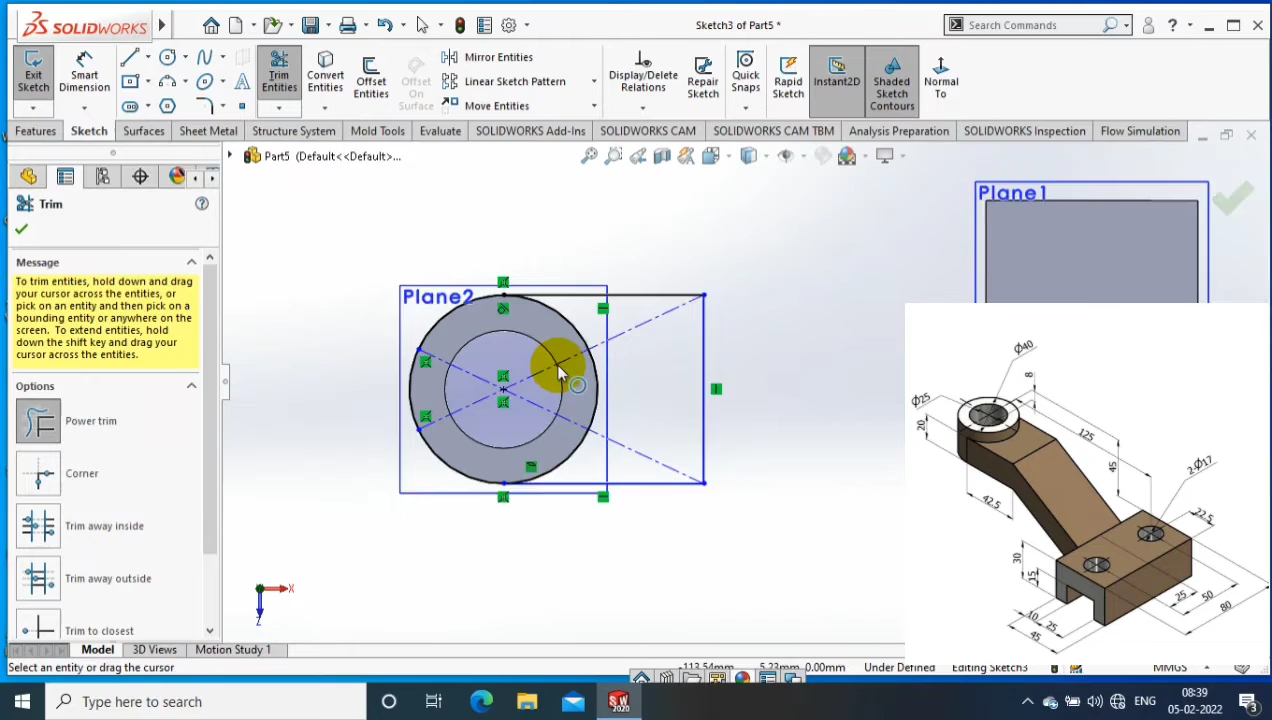 SOLIDWORKS
Sketch3 of Part5 *
Search Commands
Exit Sketch
Smart Dimension
Trim Entities
Convert Entities
Offset Entities
Offset On Surface
Mirror Entities
Linear Sketch Pattern
Move Entities
Display/Delete Relations
Repair Sketch
Quick Snaps
Rapid Sketch
Instant2D
Shaded Sketch Contours
Normal To
Features
Sketch
Surfaces
Sheet Metal
Structure System
Mold Tools
Evaluate
SOLIDWORKS Add-Ins
SOLIDWORKS CAM
SOLIDWORKS CAM TBM
Analysis Preparation
SOLIDWORKS Inspection
Flow Simulation
Part5 (Default<<Default>...
Trim
Message
To trim entities, hold down and drag
your cursor across the entities, or
pick on an entity and then pick on a
bounding entity or anywhere on the
screen. To extend entities, hold
down the shift key and drag your
cursor across the entities.
Options
Power trim
Corner
Trim away inside
Trim away outside
Trim to closest
Plane2
Plane1
X
Z
Ø40
8
Ø25
20
125
45
2-Ø17
42.5
22.5
30
15
25
50
80
10
25
45
Model
3D Views
Motion Study 1
Select an entity or drag the cursor
-113.54mm
5.23mm
0.00mm
Under Defined
Editing Sketch3
MMGS
Type here to search
SW
2020
ENG
08:39
05-02-2022
3